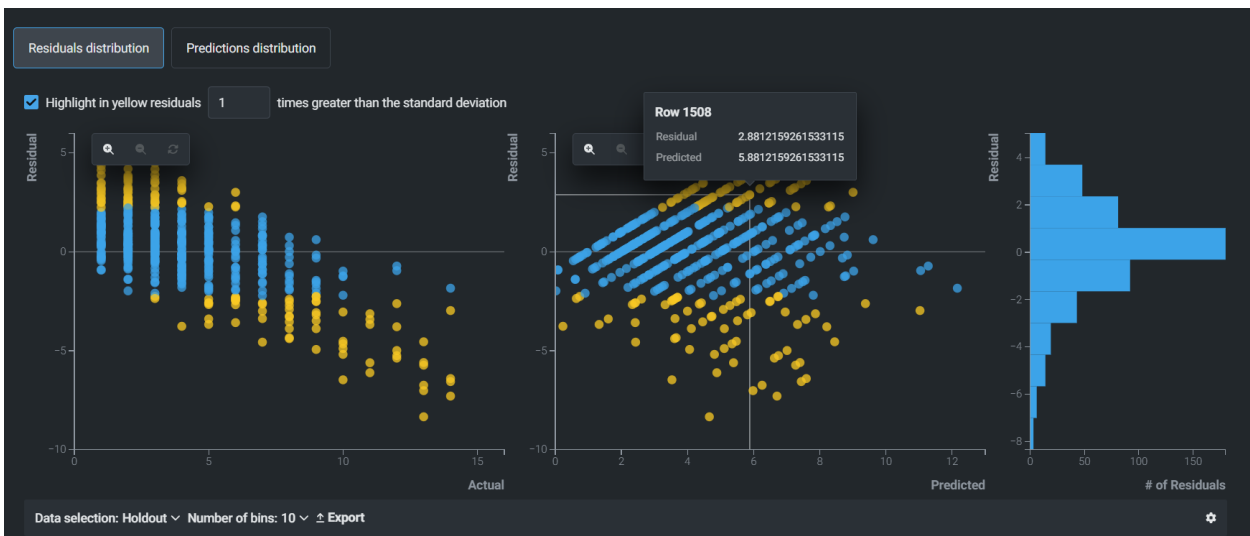 Residuals distribution
Predictions distribution
Highlight in yellow residuals 1 times greater than the standard deviation
Row 1508
Residual 2.8812159261533115
Predicted 5.8812159261533115
Residual
5
0
−5
−10
0 5 10 15
Actual
Residual
5
0
−5
−10
0 2 4 6 8 10 12
Predicted
Residual
4
2
0
−2
−4
−6
−8
0 50 100 150
# of Residuals
Data selection: Holdout Number of bins: 10 Export